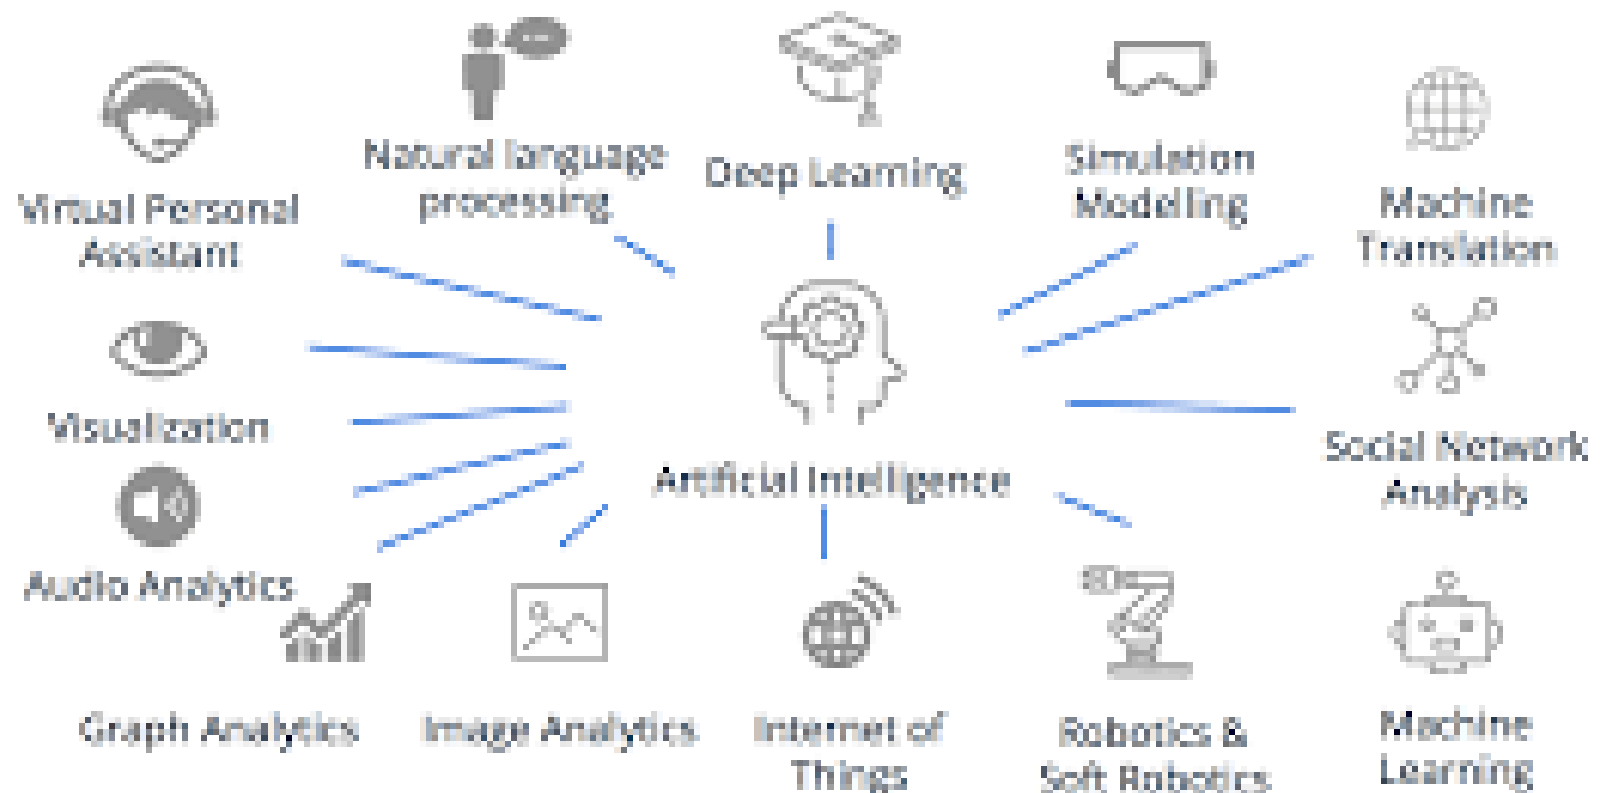 Natural language
processing
Deep Learning
Simulation
Modelling
Virtual Personal
Assistant
Machine
Translation
Visualization
Artificial Intelligence
Social Network
Analysis
Audio Analytics
Graph Analytics
Image Analytics
Internet of
Things
Robotics &
Soft Robotics
Machine
Learning